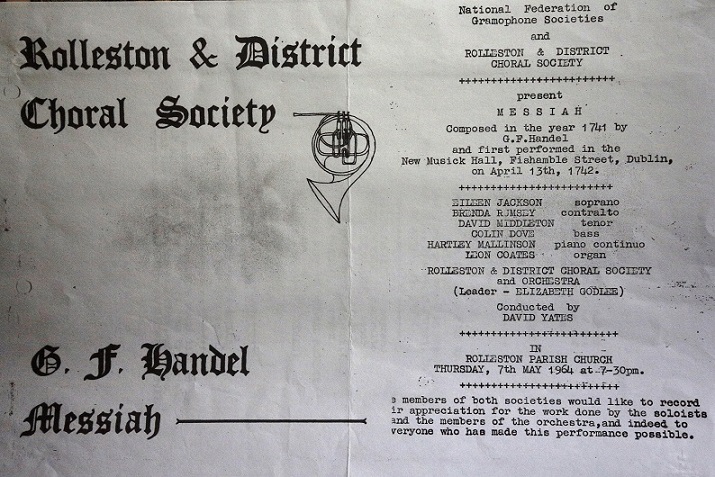 Rolleston & District
Choral Society
G. F. Handel
Messiah
National Federation of
Gramophone Societies
and
ROLLESTON & DISTRICT
CHORAL SOCIETY
++++++++++++++++++++++++
present
M E S S I A H
Composed in the year 1741 by
G.F.Handel
and first performed in the
New Musick Hall, Fishamble Street, Dublin,
on April 13th, 1742.
++++++++++++++++++++++++
EILEEN JACKSON soprano
BRENDA RUMSEY contralto
DAVID MIDDLETON tenor
COLIN DOVE bass
HARTLEY MALLINSON piano continuo
LEON COATES organ
ROLLESTON & DISTRICT CHORAL SOCIETY
and ORCHESTRA
(Leader - ELIZABETH GODLEE)
Conducted by
DAVID YATES
++++++++++++++++++++++++
IN
ROLLESTON PARISH CHURCH
THURSDAY, 7th MAY 1964 at 7-30pm.
++++++++++++++++++++++++
e members of both societies would like to record
ir appreciation for the work done by the soloists
and the members of the orchestra,and indeed to
veryone who has made this performance possible.